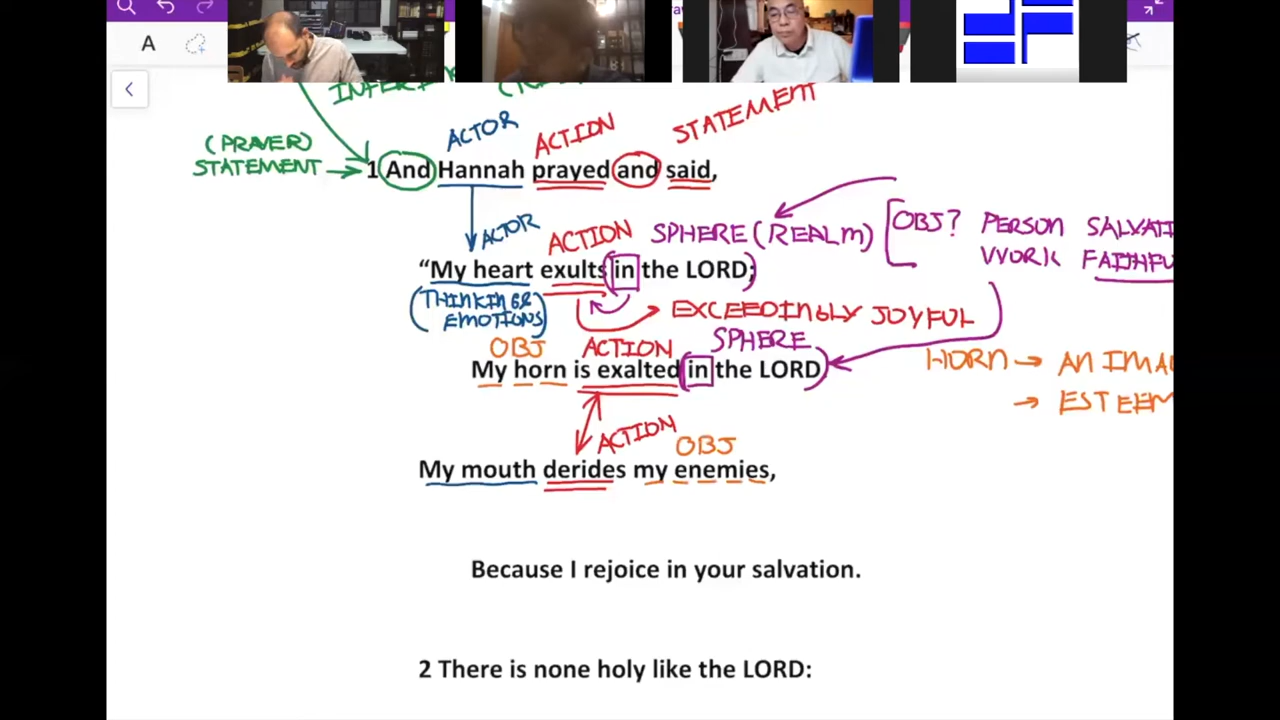 A
ACTOR ACTION STATEMENT
(PRAYER)
STATEMENT
1 And Hannah prayed and said,
ACTOR ACTION SPHERE (REALM) OBJ? PERSON
WORK
“My heart exults in the LORD;
(THINKING &
EMOTIONS)
EXCEEDINGLY JOYFUL
OBJ ACTION SPHERE
My horn is exalted in the LORD
HORN →
→ ESTEEM
ACTION OBJ
My mouth derides my enemies,
Because I rejoice in your salvation.
2 There is none holy like the LORD: